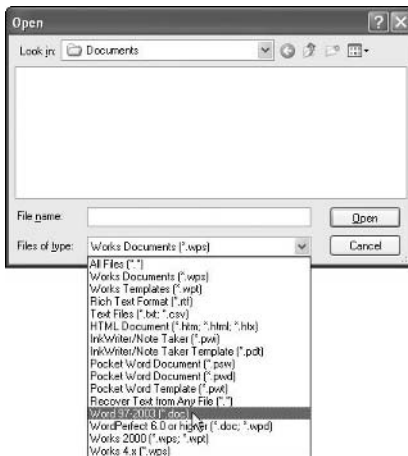 Open
Look in: Documents
File name:
Open
Files of type: Works Documents (*.wps)
Cancel
All Files (*.*)
Works Documents (*.wps)
Works Templates (*.wpt)
Rich Text Format (*.rtf)
Text Files (*.txt; *.csv)
HTML Document (*.htm; *.html; *.htx)
InkWriter/Note Taker (*.pwi)
InkWriter/Note Taker Template (*.pdt)
Pocket Word Document (*.psw)
Pocket Word Document (*.pwd)
Pocket Word Template (*.pwt)
Recover Text from Any File (*.*)
Word 97-2003 (*.doc)
WordPerfect 6.0 or higher (*.doc; *.wpd)
Works 2000 (*.wps; *.wpt)
Works 4.x (*.wps)